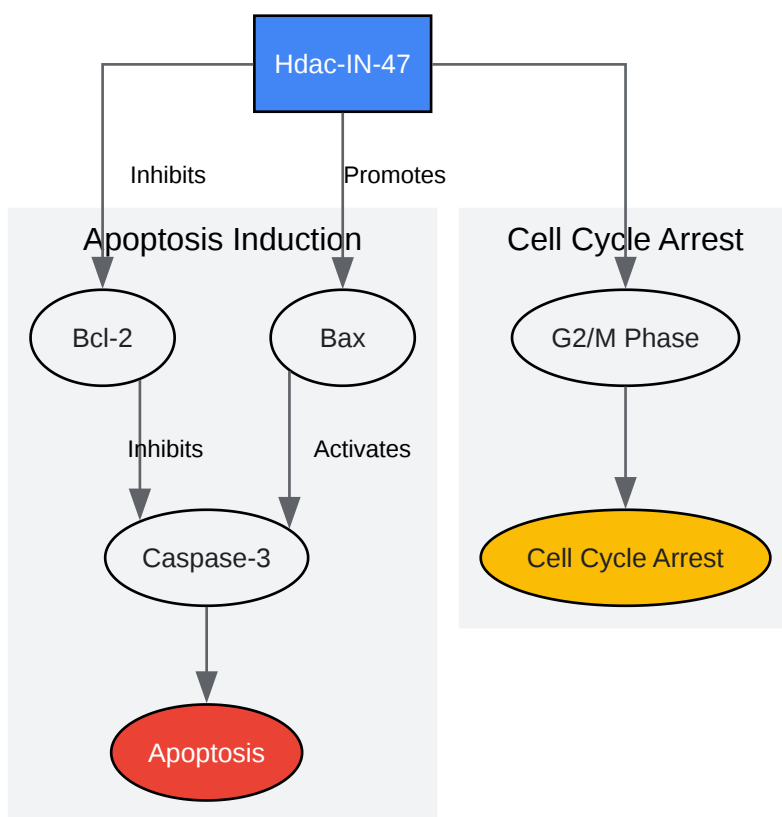 Hdac-IN-47
Inhibits
Promotes
Apoptosis Induction
Cell Cycle Arrest
Bcl-2
Bax
G2/M Phase
Inhibits
Activates
Caspase-3
Cell Cycle Arrest
Apoptosis